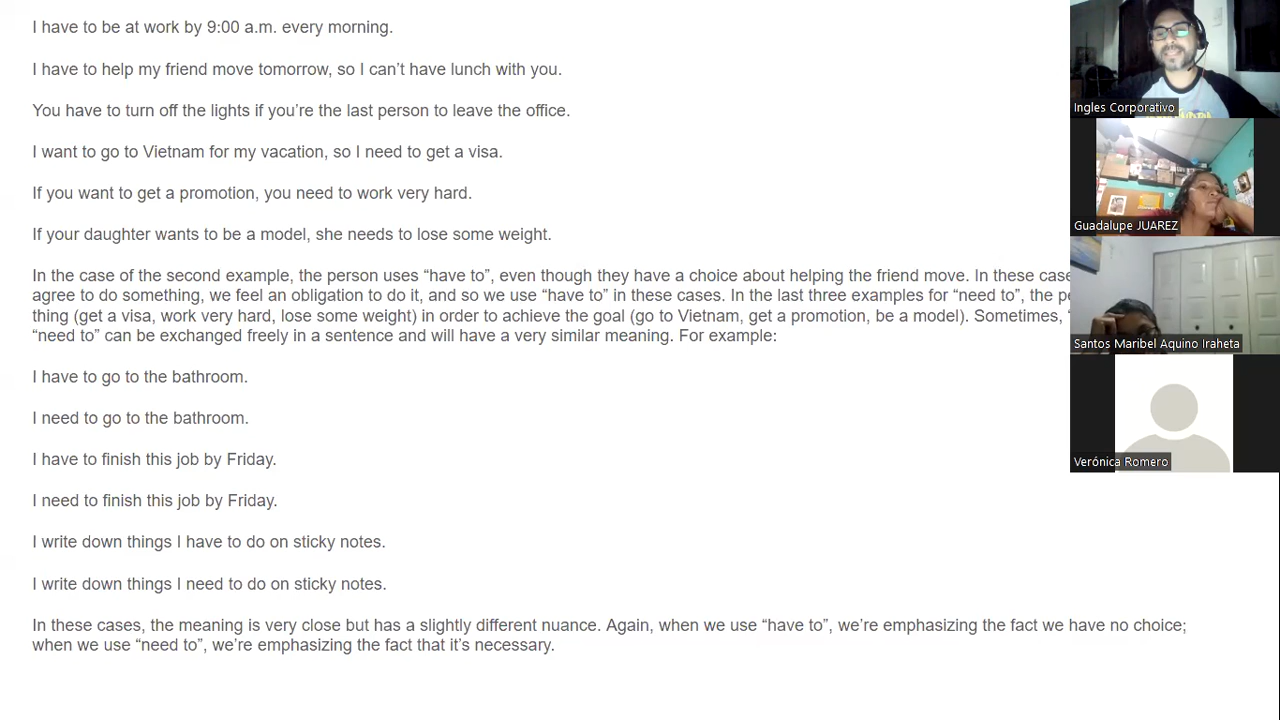 I have to be at work by 9:00 a.m. every morning.
I have to help my friend move tomorrow, so I can’t have lunch with you.
You have to turn off the lights if you’re the last person to leave the office.
I want to go to Vietnam for my vacation, so I need to get a visa.
If you want to get a promotion, you need to work very hard.
If your daughter wants to be a model, she needs to lose some weight.
In the case of the second example, the person uses “have to”, even though they have a choice about helping the friend move. In these
agree to do something, we feel an obligation to do it, and so we use “have to” in these cases. In the last three examples for “need to”, the
thing (get a visa, work very hard, lose some weight) in order to achieve the goal (go to Vietnam, get a promotion, be a model). Sometimes,
“need to” can be exchanged freely in a sentence and will have a very similar meaning. For example:
I have to go to the bathroom.
I need to go to the bathroom.
I have to finish this job by Friday.
I need to finish this job by Friday.
I write down things I have to do on sticky notes.
I write down things I need to do on sticky notes.
In these cases, the meaning is very close but has a slightly different nuance. Again, when we use “have to”, we’re emphasizing the fact we have no choice;
when we use “need to”, we’re emphasizing the fact that it’s necessary.
Ingles Corporativo
Guadalupe JUAREZ
Santos Maribel Aquino Iraheta
Verónica Romero